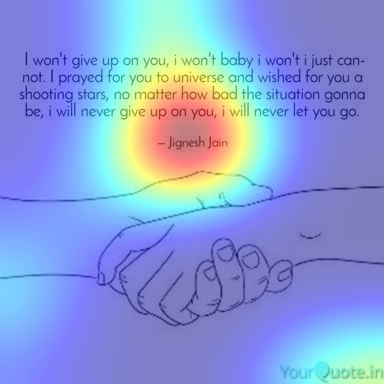 I won't give up on you, i won't baby i won't i just can-
not. I prayed for you to universe and wished for you a
shooting stars, no matter how bad the situation gonna
be, i will never give up on you, i will never let you go.
– Jignesh Jain
YourQuote.in